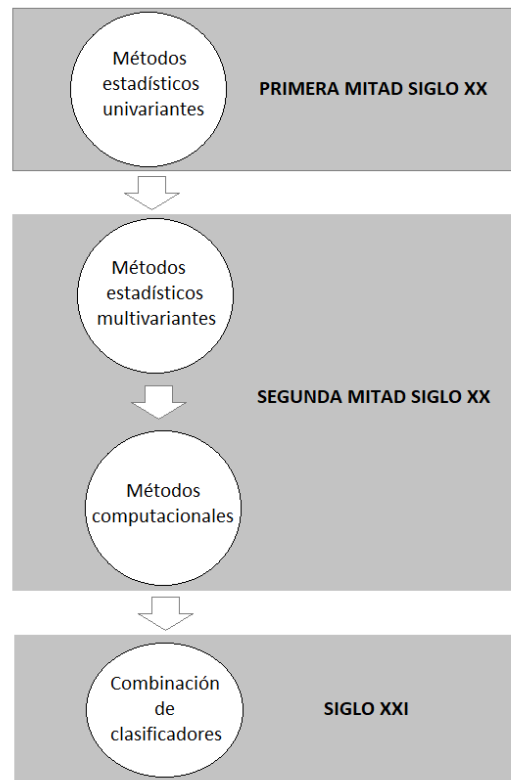 Métodos
estadísticos
univariantes
PRIMERA MITAD SIGLO XX
Métodos
estadísticos
multivariantes
SEGUNDA MITAD SIGLO XX
Métodos
computacionales
Combinación
de
clasificadores
SIGLO XXI